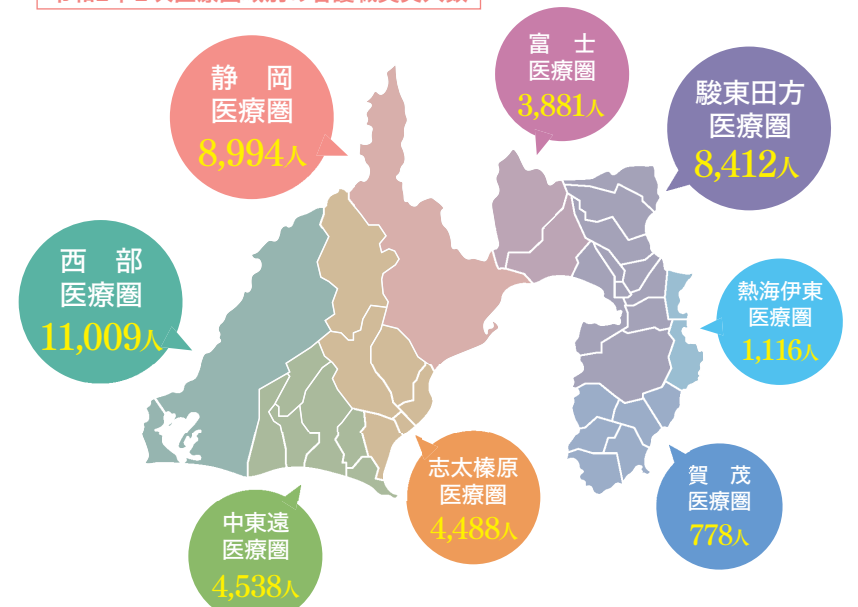 静　岡
医療圏
8,994人
富　士
医療圏
3,881人
駿東田方
医療圏
8,412人
西　部
医療圏
11,009人
熱海伊東
医療圏
1,116人
志太榛原
医療圏
4,488人
賀　茂
医療圏
778人
中東遠
医療圏
4,538人